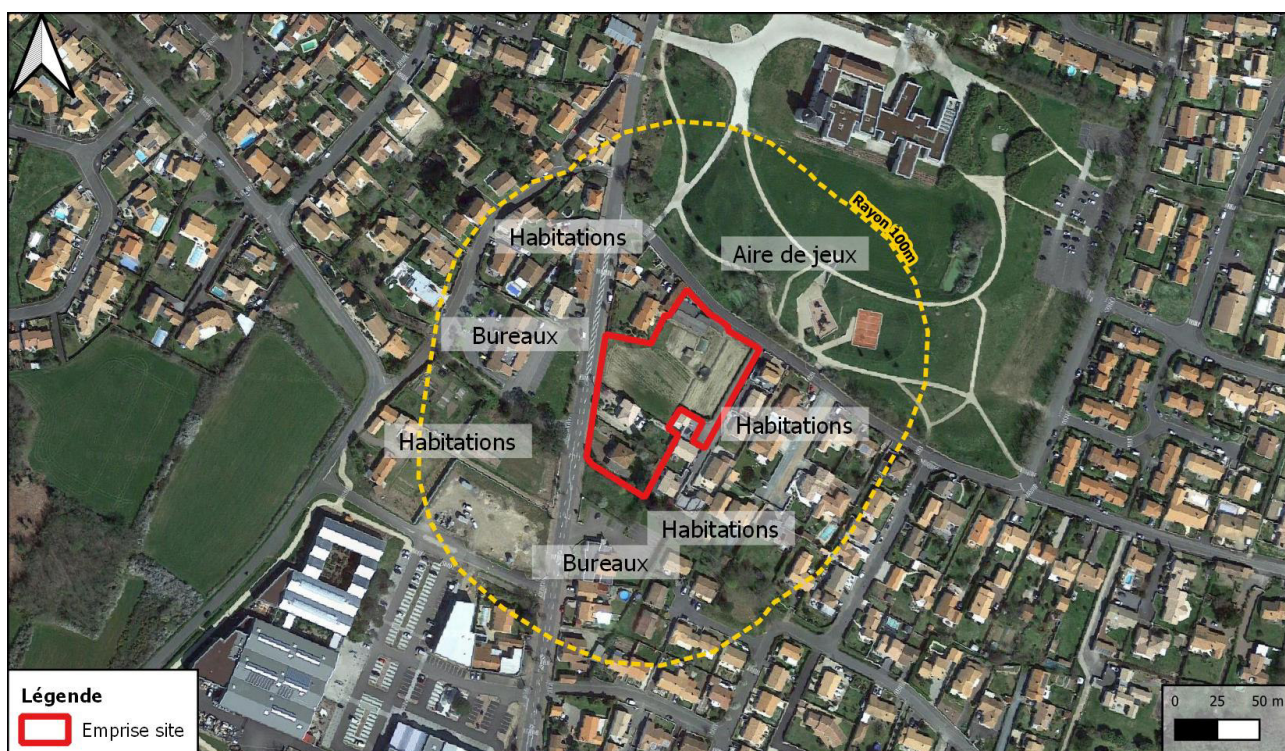 Rayon 100m
Habitations
Aire de jeux
Bureaux
Habitations
Habitations
Habitations
Bureaux
Légende
Emprise site
0 25 50 m